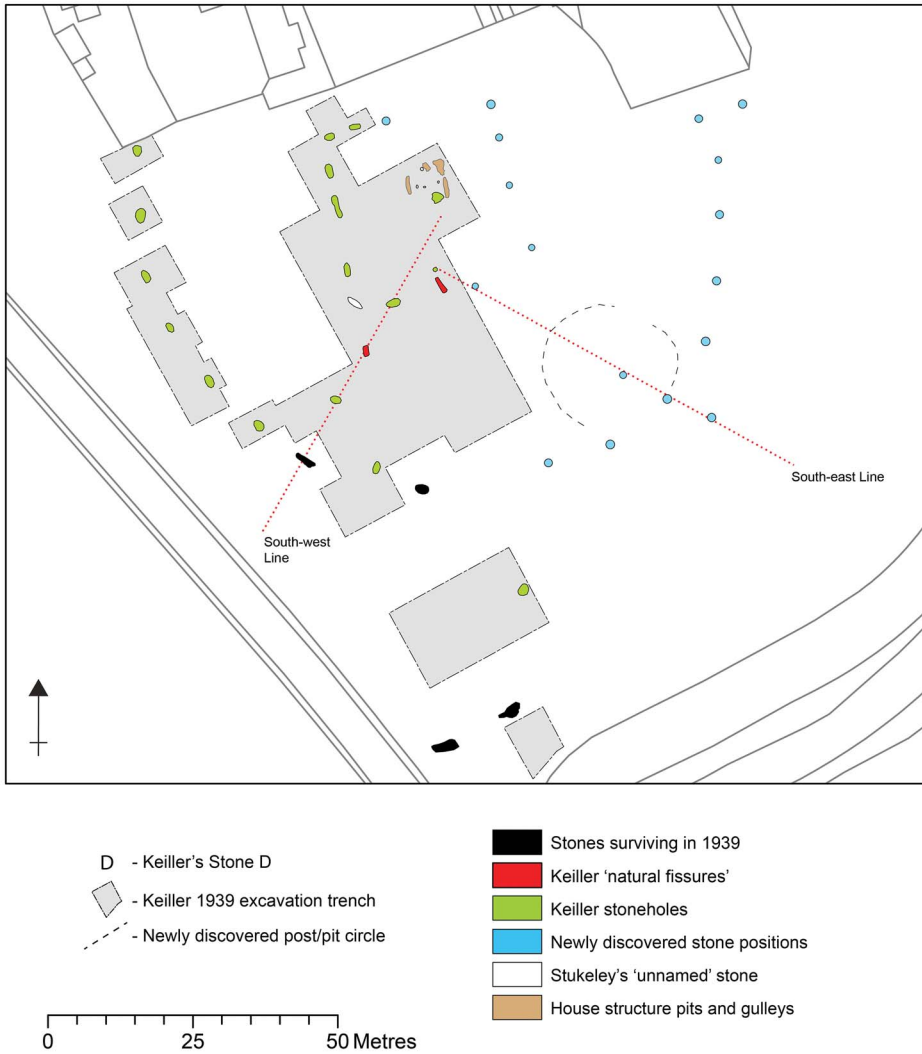 South-east Line
South-west
Line
D - Keiller's Stone D
- Keiller 1939 excavation trench
- Newly discovered post/pit circle
Stones surviving in 1939
Keiller ‘natural fissures’
Keiller stoneholes
Newly discovered stone positions
Stukeley's ‘unnamed’ stone
House structure pits and gulleys
0 25 50 Metres